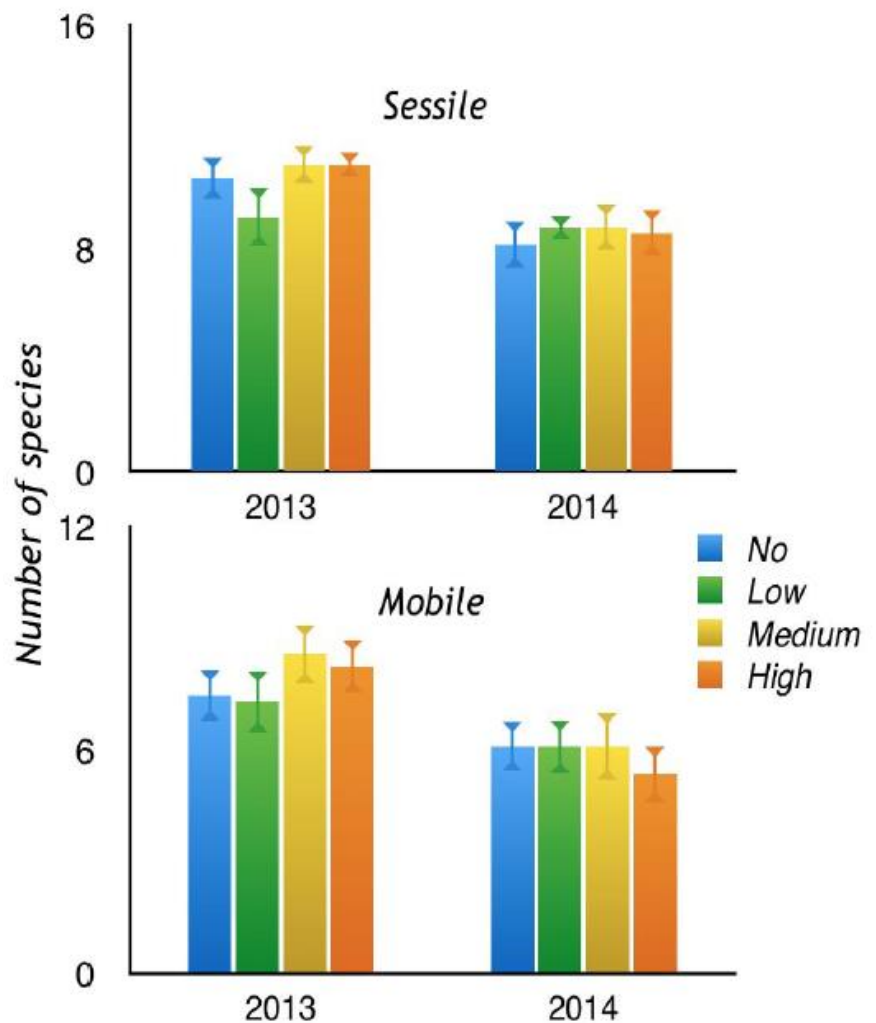 Number of species
16
Sessile
8
0
2013 2014
12
Mobile
6
0
2013 2014
No
Low
Medium
High